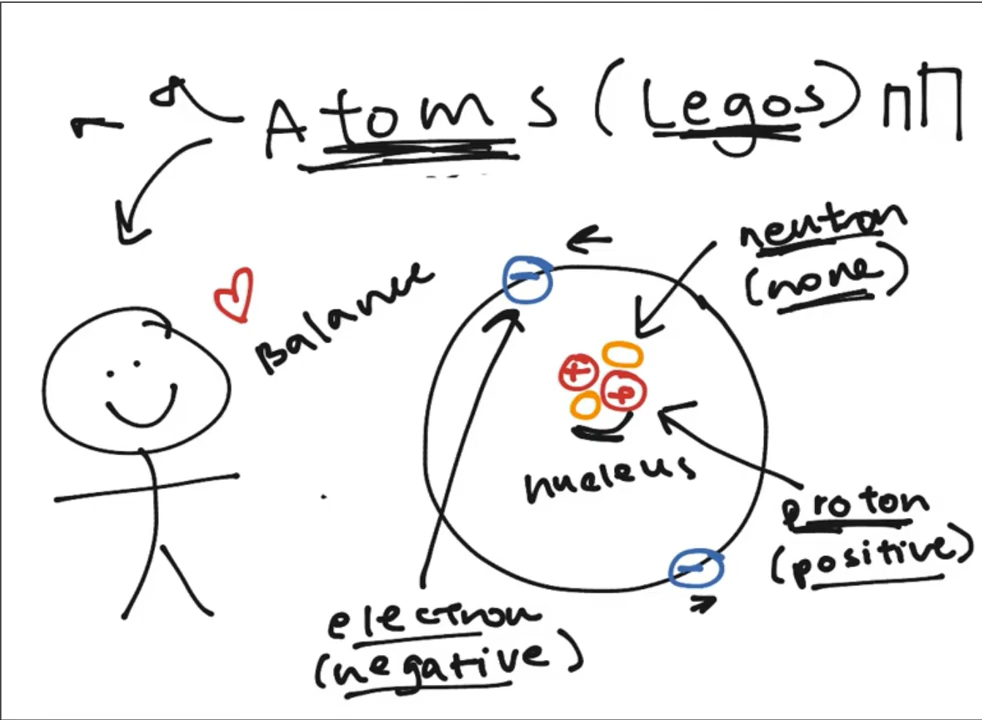 Atoms (Legos)
neutron
(none)
Balance
nucleus
proton
(positive)
electron
(negative)